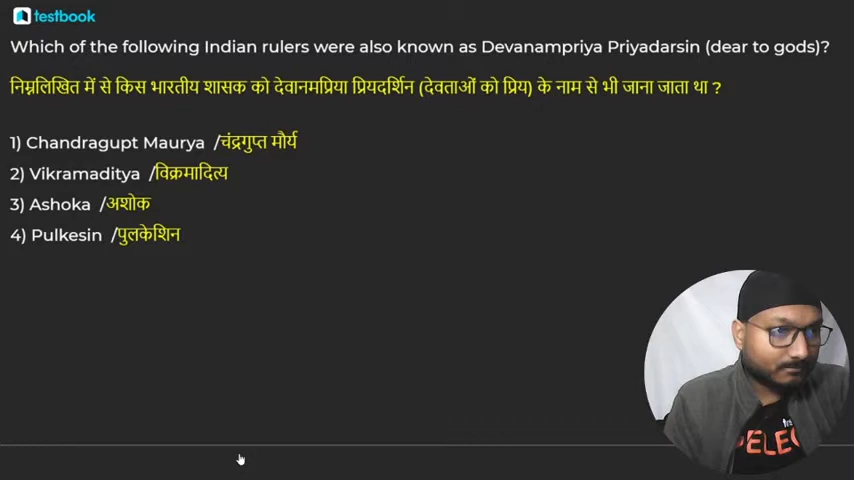 testbook
Which of the following Indian rulers were also known as Devanampriya Priyadarsin (dear to gods)?
निम्नलिखित में से किस भारतीय शासक को देवानमप्रिया प्रियदर्शिन (देवताओं को प्रिय) के नाम से भी जाना जाता था ?
1) Chandragupt Maurya /चंद्रगुप्त मौर्य
2) Vikramaditya /विक्रमादित्य
3) Ashoka /अशोक
4) Pulkesin /पुलकेशिन